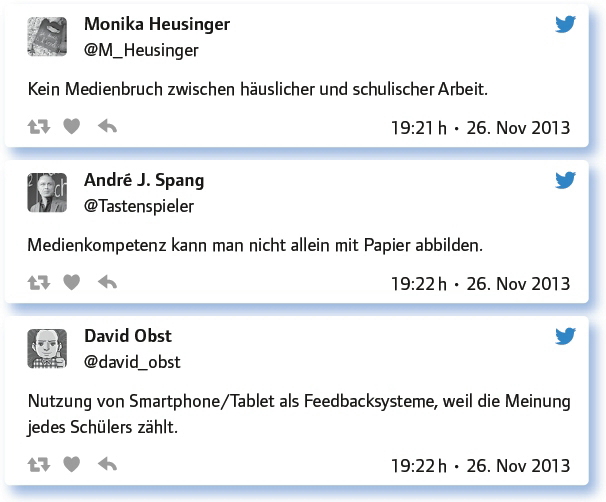 Monika Heusinger
@M_Heusinger
Kein Medienbruch zwischen häuslicher und schulischer Arbeit.
19:21 h • 26. Nov 2013
André J. Spang
@Tastenspieler
Medienkompetenz kann man nicht allein mit Papier abbilden.
19:22 h • 26. Nov 2013
David Obst
@david_obst
Nutzung von Smartphone/Tablet als Feedbacksysteme, weil die Meinung
jedes Schülers zählt.
19:22 h • 26. Nov 2013